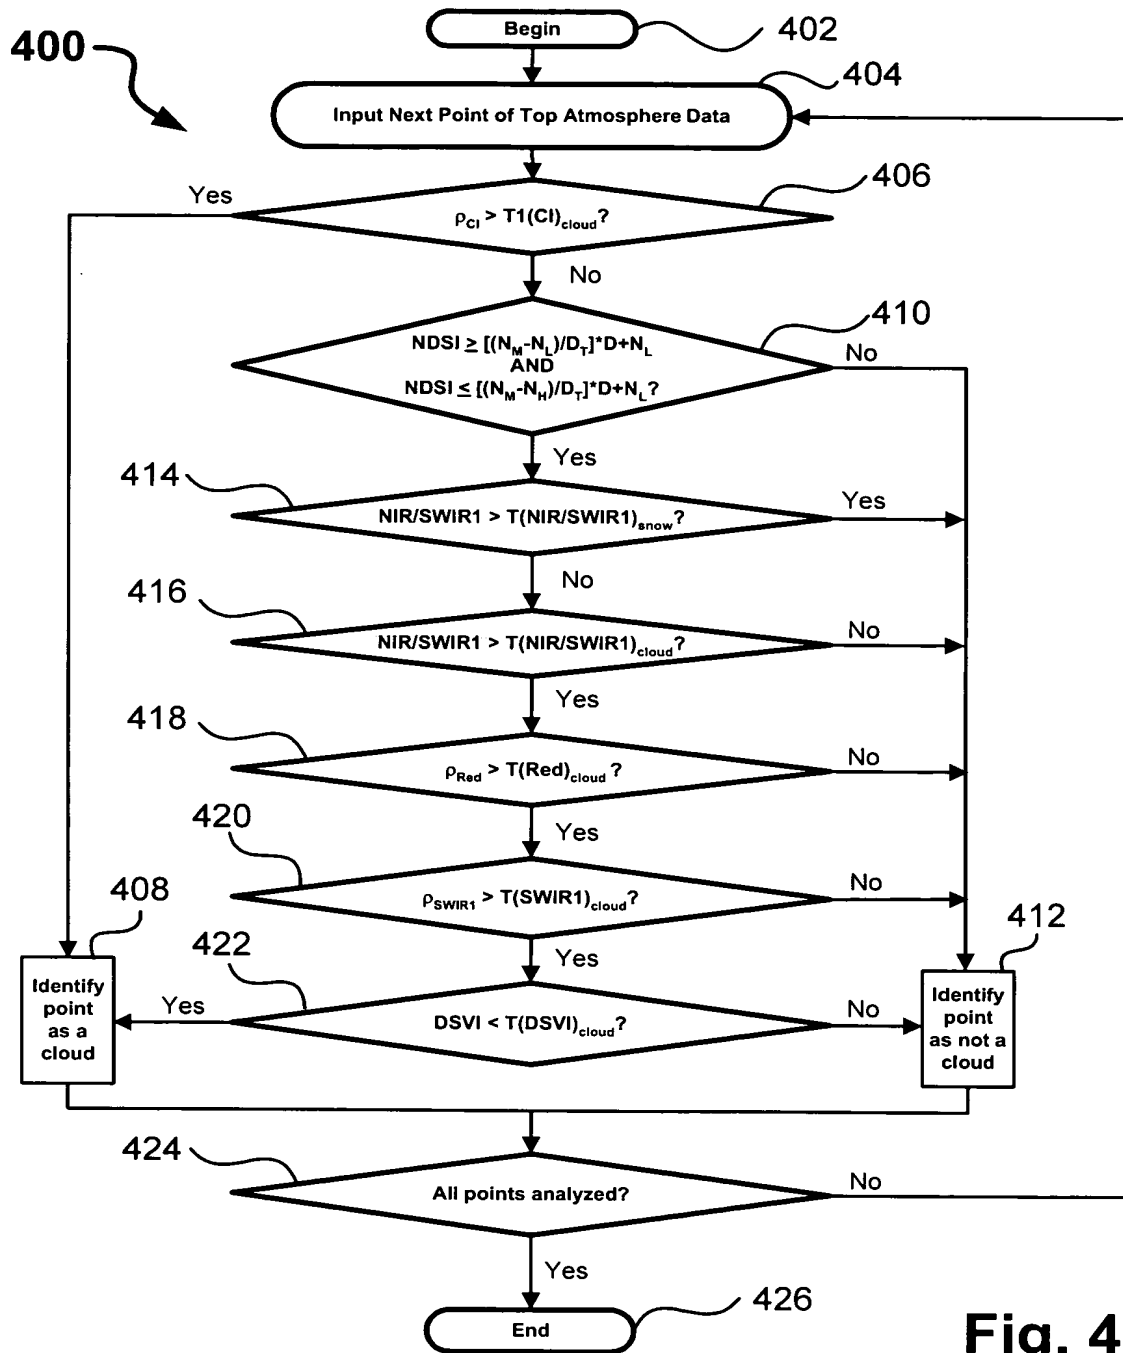 400
Begin
402
Input Next Point of Top Atmosphere Data
404
ρCI > T1(CI)cloud?
406
Yes
No
NDSI ≥ [(NM-NL)/DT]*D+NL
AND
NDSI ≤ [(NM-NH)/DT]*D+NL?
410
No
Yes
414
NIR/SWIR1 > T(NIR/SWIR1)snow?
Yes
No
416
NIR/SWIR1 > T(NIR/SWIR1)cloud?
No
Yes
418
ρRed > T(Red)cloud ?
No
Yes
420
ρSWIR1 > T(SWIR1)cloud?
No
Yes
408
Identify
point
as a
cloud
422
Yes
DSVI < T(DSVI)cloud?
No
412
Identify
point
as not a
cloud
424
All points analyzed?
No
Yes
End
426
Fig. 4